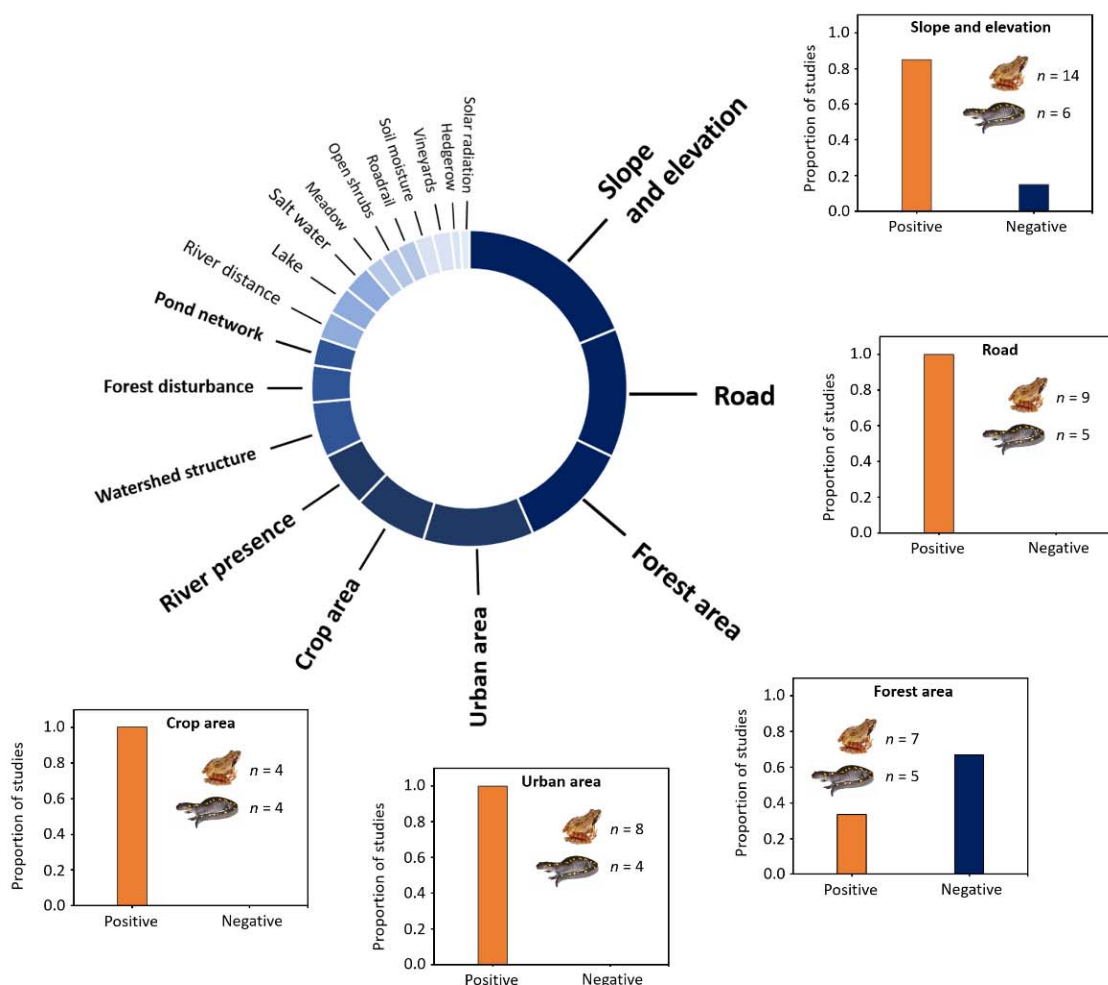 Slope and elevation
Proportion of studies
1.0
0.8
0.6
0.4
0.2
0.0
n = 14
n = 6
Positive
Negative
Solar radiation
Hedgerow
Vineyards
Soil moisture
Roadrail
Open shrubs
Meadow
Salt water
Lake
River distance
Pond network
Forest disturbance
Watershed structure
River presence
Crop area
Urban area
Forest area
Road
Slope
and elevation
Road
Proportion of studies
1.0
0.8
0.6
0.4
0.2
0.0
n = 9
n = 5
Positive
Negative
Forest area
Proportion of studies
1.0
0.8
0.6
0.4
0.2
0.0
n = 7
n = 5
Positive
Negative
Crop area
Proportion of studies
1.0
0.8
0.6
0.4
0.2
0.0
n = 4
n = 4
Positive
Negative
Urban area
Proportion of studies
1.0
0.8
0.6
0.4
0.2
0.0
n = 8
n = 4
Positive
Negative